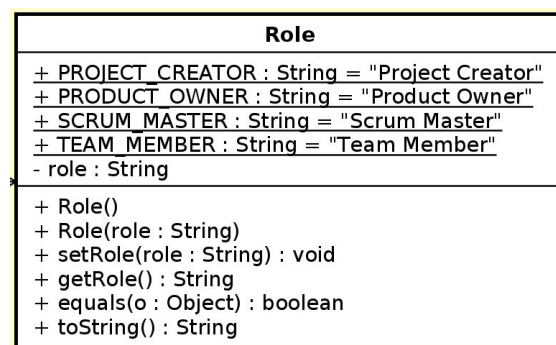 Role
+ PROJECT_CREATOR : String = "Project Creator"
+ PRODUCT_OWNER : String = "Product Owner"
+ SCRUM_MASTER : String = "Scrum Master"
+ TEAM_MEMBER : String = "Team Member"
- role : String
+ Role()
+ Role(role : String)
+ setRole(role : String) : void
+ getRole() : String
+ equals(o : Object) : boolean
+ toString() : String